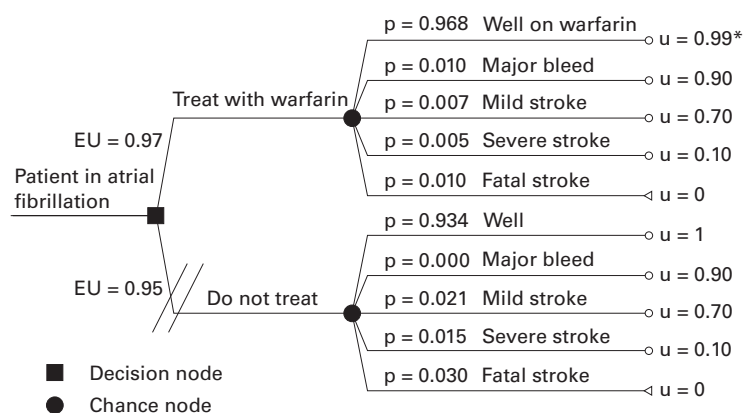 p = 0.968 Well on warfarin u = 0.99*
p = 0.010 Major bleed u = 0.90
Treat with warfarin p = 0.007 Mild stroke u = 0.70
EU = 0.97 p = 0.005 Severe stroke u = 0.10
Patient in atrial
fibrillation
p = 0.010 Fatal stroke u = 0
p = 0.934 Well u = 1
p = 0.000 Major bleed u = 0.90
EU = 0.95 Do not treat p = 0.021 Mild stroke u = 0.70
p = 0.015 Severe stroke u = 0.10
p = 0.030 Fatal stroke u = 0
Decision node
Chance node